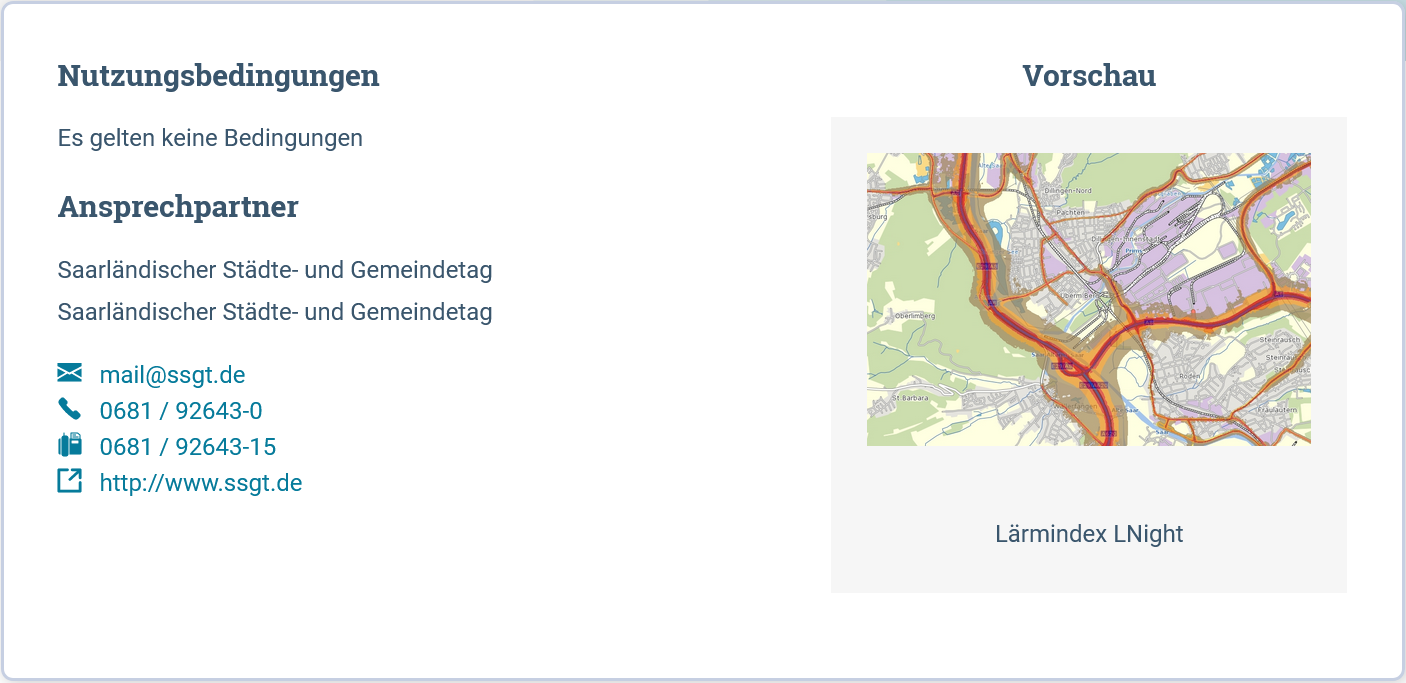 Nutzungsbedingungen
Es gelten keine Bedingungen
Ansprechpartner
Saarländischer Städte- und Gemeindetag
Saarländischer Städte- und Gemeindetag
mail@ssgt.de
0681 / 92643-0
0681 / 92643-15
http://www.ssgt.de
Vorschau
Dillingen-Nord
Pachten
Oberlimberg
St Barbara
Roden
Fraulautern
Steinrausch
Lärmindex LNight